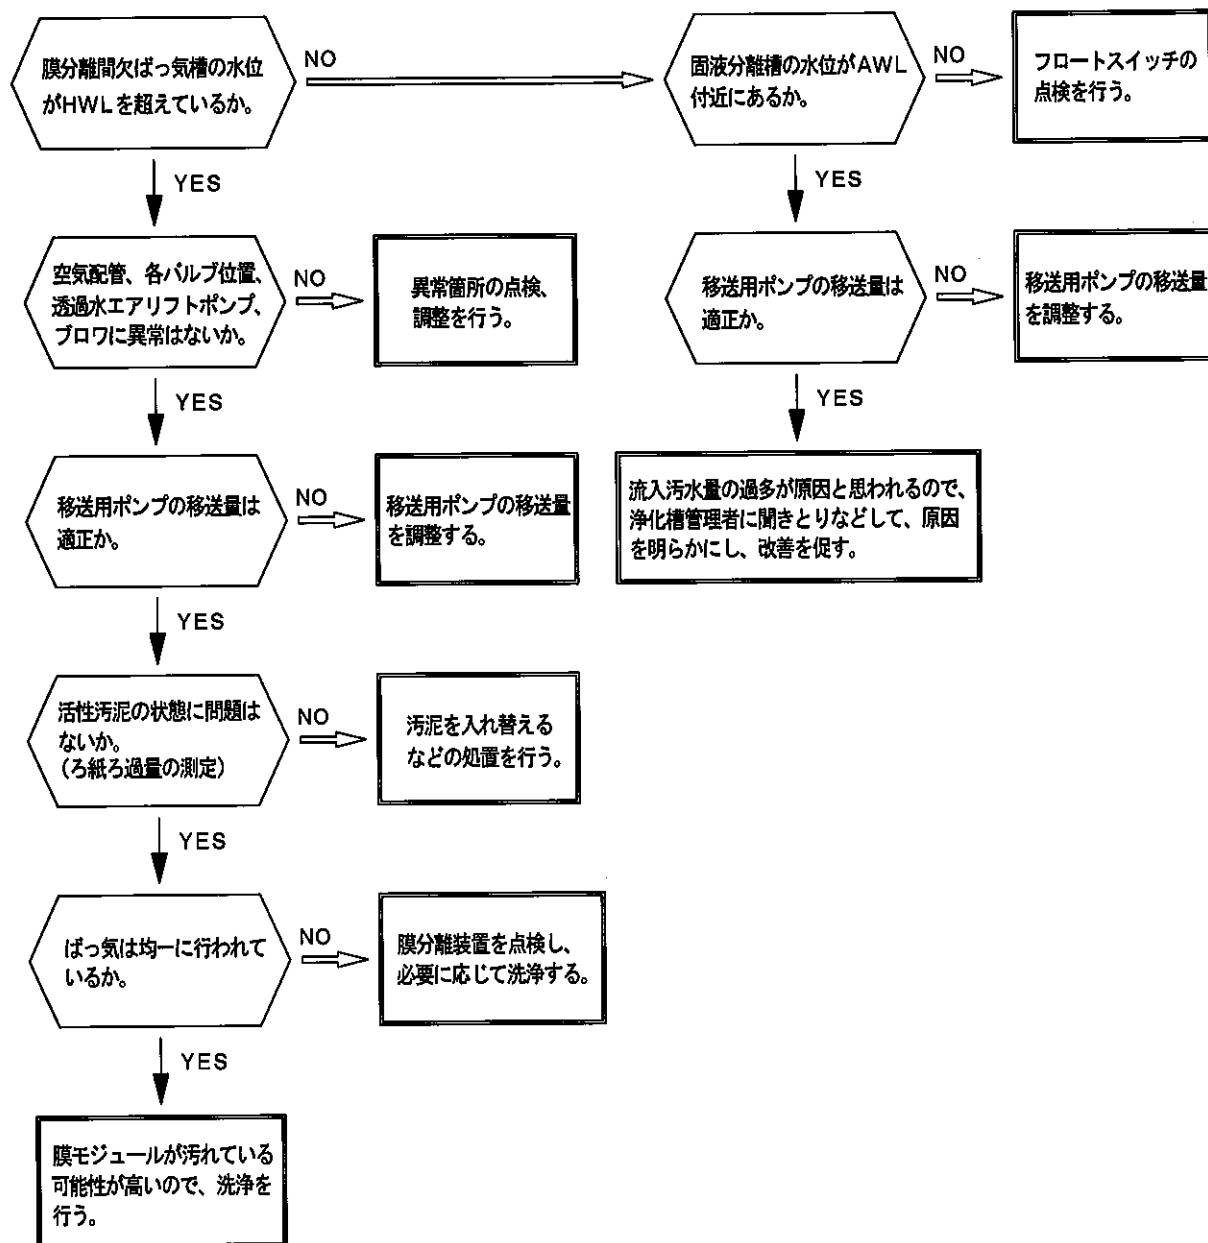 膜分離間欠ばっ気槽の水位
がHWLを超えているか。
NO
固液分離槽の水位がAWL
付近にあるか。
NO
フロートスイッチの
点検を行う。
YES
YES
空気配管、各バルブ位置、
透過水エアリフトポンプ、
ブロワに異常はないか。
NO
異常箇所の点検、
調整を行う。
移送用ポンプの移送量は
適正か。
NO
移送用ポンプの移送量
を調整する。
YES
YES
移送用ポンプの移送量は
適正か。
NO
移送用ポンプの移送量
を調整する。
流入汚水量の過多が原因と思われるので、
浄化槽管理者に聞きとりなどして、原因
を明らかにし、改善を促す。
YES
活性汚泥の状態に問題は
ないか。
(ろ紙ろ過量の測定)
NO
汚泥を入れ替える
などの処置を行う。
YES
ばっ気は均一に行われて
いるか。
NO
膜分離装置を点検し、
必要に応じて洗浄する。
YES
膜モジュールが汚れている
可能性が高いので、洗浄を
行う。